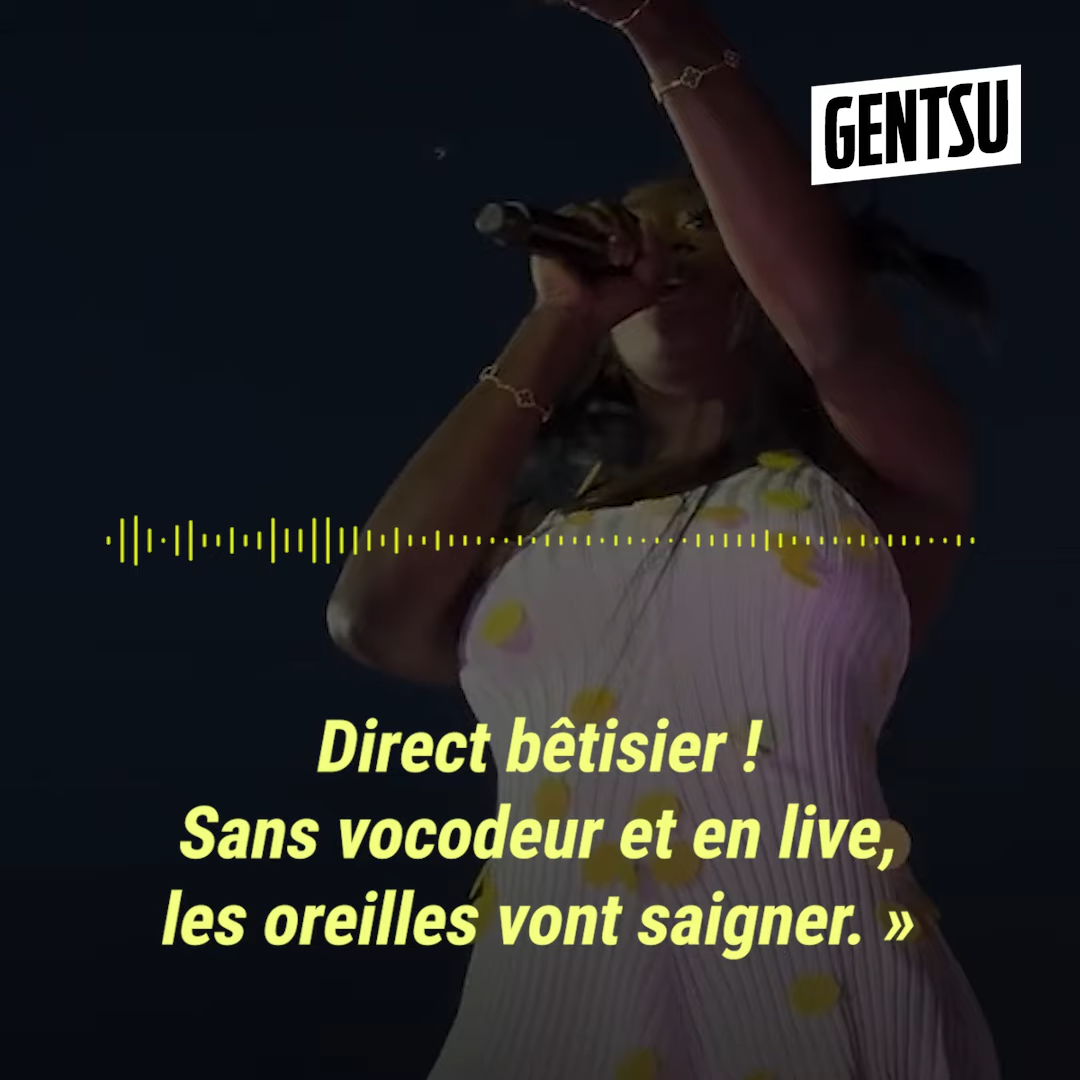 GENTSU
Direct bêtisier !
Sans vocodeur et en live,
les oreilles vont saigner. »